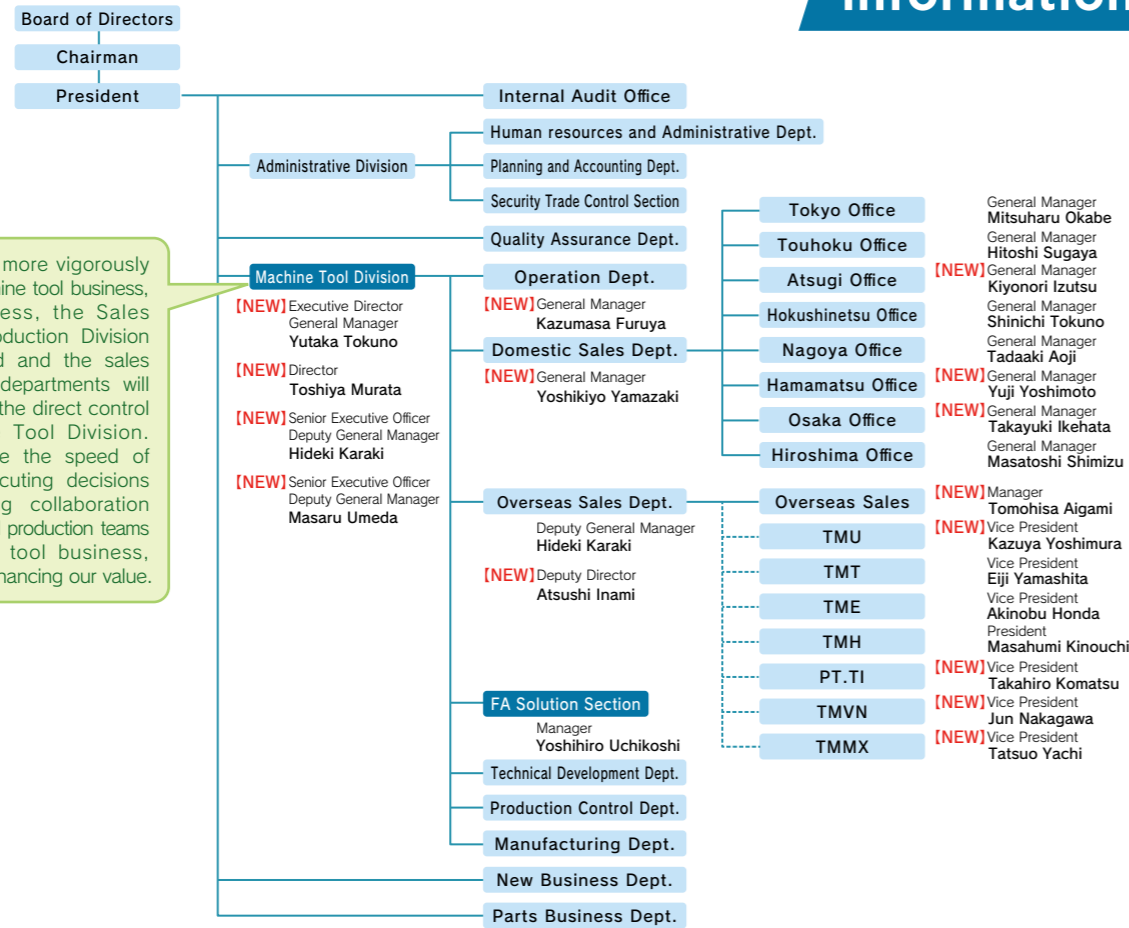 Information
Board of Directors
Chairman
President
Internal Audit Office
Human resources and Administrative Dept.
Administrative Division
Planning and Accounting Dept.
Security Trade Control Section
Quality Assurance Dept.
more vigorously
ine tool business,
ess, the Sales
oduction Division
d and the sales
departments will
the direct control
Tool Division.
e the speed of
cuting decisions
ng collaboration
production teams
tool business,
hancing our value.
Machine Tool Division
【NEW】Executive Director
General Manager
Yutaka Tokuno
【NEW】Director
Toshiya Murata
【NEW】Senior Executive Officer
Deputy General Manager
Hideki Karaki
【NEW】Senior Executive Officer
Deputy General Manager
Masaru Umeda
Operation Dept.
【NEW】General Manager
Kazumasa Furuya
Domestic Sales Dept.
【NEW】General Manager
Yoshikiyo Yamazaki
Tokyo Office
General Manager
Mitsuharu Okabe
Touhoku Office
General Manager
Hitoshi Sugaya
Atsugi Office
【NEW】General Manager
Kiyonori Izutsu
Hokushinetsu Office
General Manager
Shinichi Tokuno
Nagoya Office
General Manager
Tadaaki Aoji
Hamamatsu Office
【NEW】General Manager
Yuji Yoshimoto
Osaka Office
【NEW】General Manager
Takayuki Ikehata
Hiroshima Office
General Manager
Masatoshi Shimizu
Overseas Sales Dept.
Deputy General Manager
Hideki Karaki
【NEW】Deputy Director
Atsushi Inami
Overseas Sales
【NEW】Manager
Tomohisa Aigami
TMU
【NEW】Vice President
Kazuya Yoshimura
TMT
Vice President
Eiji Yamashita
TME
Vice President
Akinobu Honda
TMH
President
Masahumi Kinouchi
PT.TI
【NEW】Vice President
Takahiro Komatsu
TMVN
【NEW】Vice President
Jun Nakagawa
TMMX
【NEW】Vice President
Tatsuo Yachi
FA Solution Section
Manager
Yoshihiro Uchikoshi
Technical Development Dept.
Production Control Dept.
Manufacturing Dept.
New Business Dept.
Parts Business Dept.